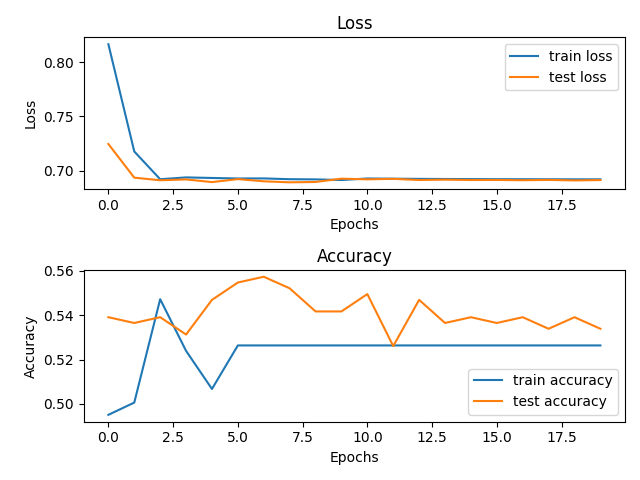 Loss
0.80
0.75
0.70
Loss
train loss
test loss
0.0 2.5 5.0 7.5 10.0 12.5 15.0 17.5
Epochs
Accuracy
0.56
0.54
0.52
0.50
Accuracy
train accuracy
test accuracy
0.0 2.5 5.0 7.5 10.0 12.5 15.0 17.5
Epochs